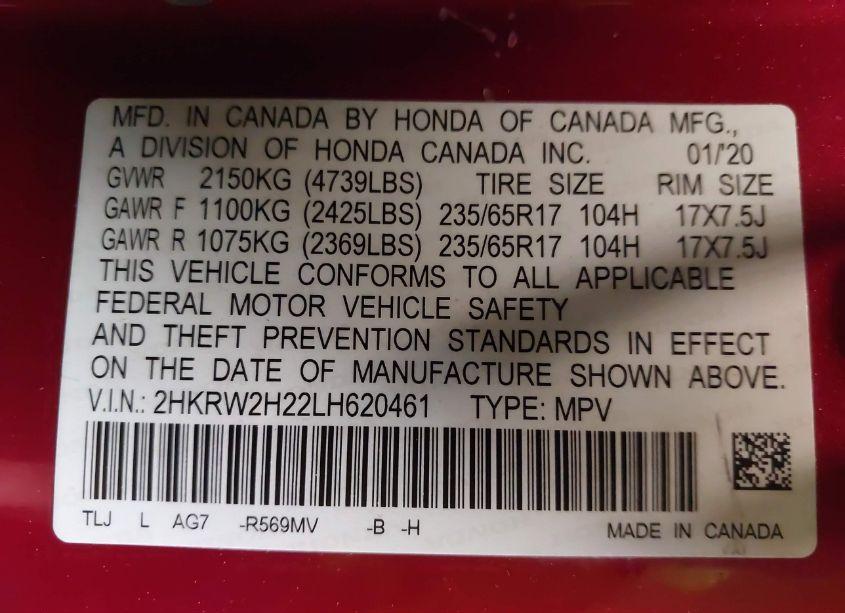 MFD. IN CANADA BY HONDA OF CANADA MFG.,
A DIVISION OF HONDA CANADA INC. 01/'20
GVWR 2150KG (4739LBS) TIRE SIZE RIM SIZE
GAWR F 1100KG (2425LBS) 235/65R17 104H 17X7.5J
GAWR R 1075KG (2369LBS) 235/65R17 104H 17X7.5J
THIS VEHICLE CONFORMS TO ALL APPLICABLE
FEDERAL MOTOR VEHICLE SAFETY
AND THEFT PREVENTION STANDARDS IN EFFECT
ON THE DATE OF MANUFACTURE SHOWN ABOVE.
V.I.N.: 2HKRW2H22LH620461 TYPE: MPV
TLJ L AG7 -R569MV -B -H MADE IN CANADA